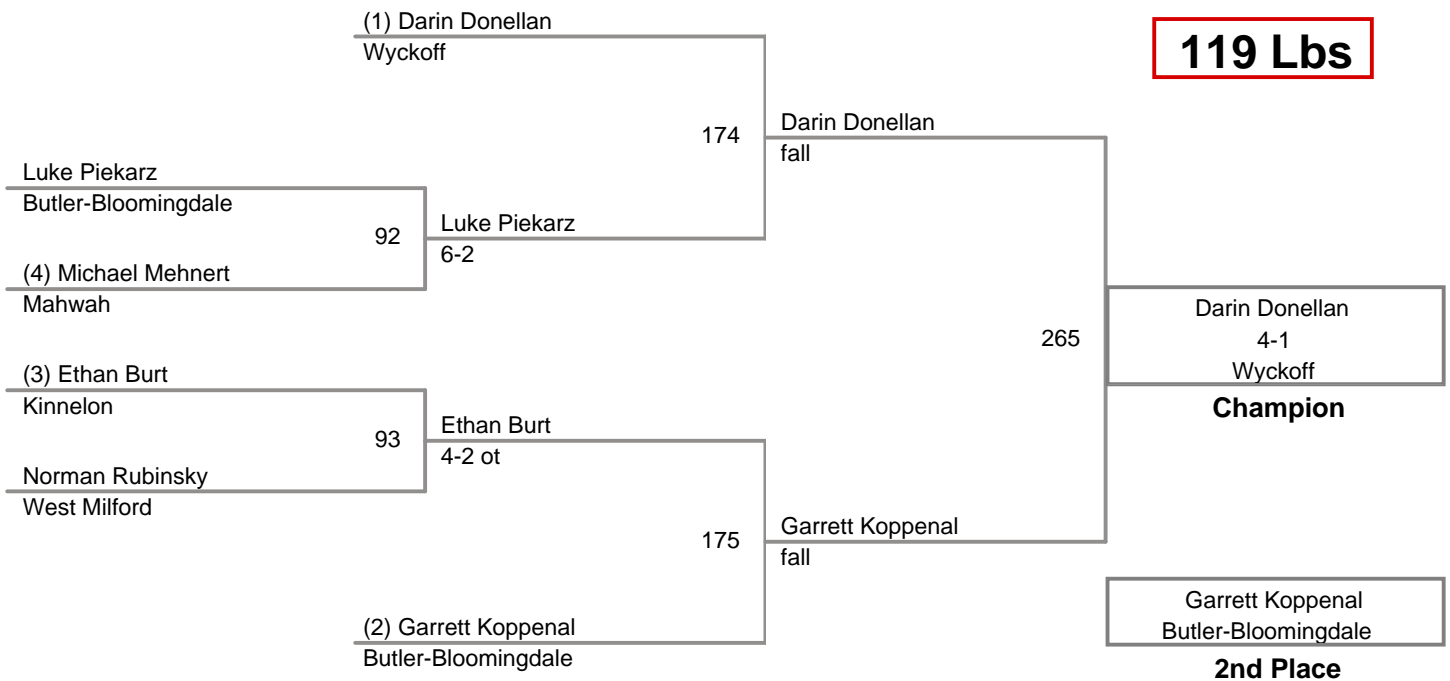 (1) Darin Donellan
Wyckoff
119 Lbs
174
Darin Donellan
fall
Luke Piekarz
Butler-Bloomingdale
92
Luke Piekarz
6-2
(4) Michael Mehnert
Mahwah
265
Darin Donellan
4-1
Wyckoff
Champion
(3) Ethan Burt
Kinnelon
93
Ethan Burt
4-2 ot
Norman Rubinsky
West Milford
175
Garrett Koppenal
fall
(2) Garrett Koppenal
Butler-Bloomingdale
Garrett Koppenal
Butler-Bloomingdale
2nd Place